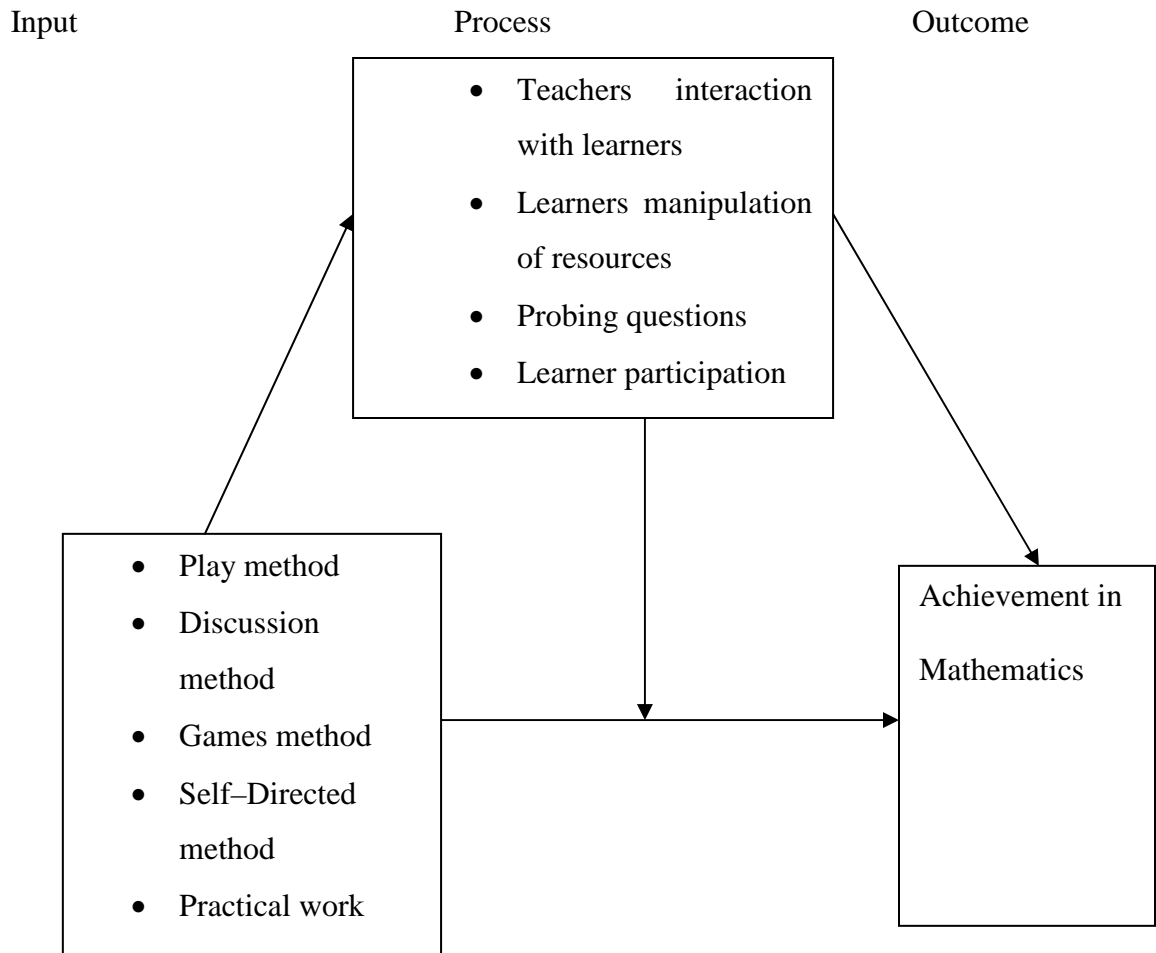 Input Process Outcome
• Teachers interaction
with learners
• Learners manipulation
of resources
• Probing questions
• Learner participation
• Play method
• Discussion
method
• Games method
• Self–Directed
method
• Practical work
Achievement in
Mathematics